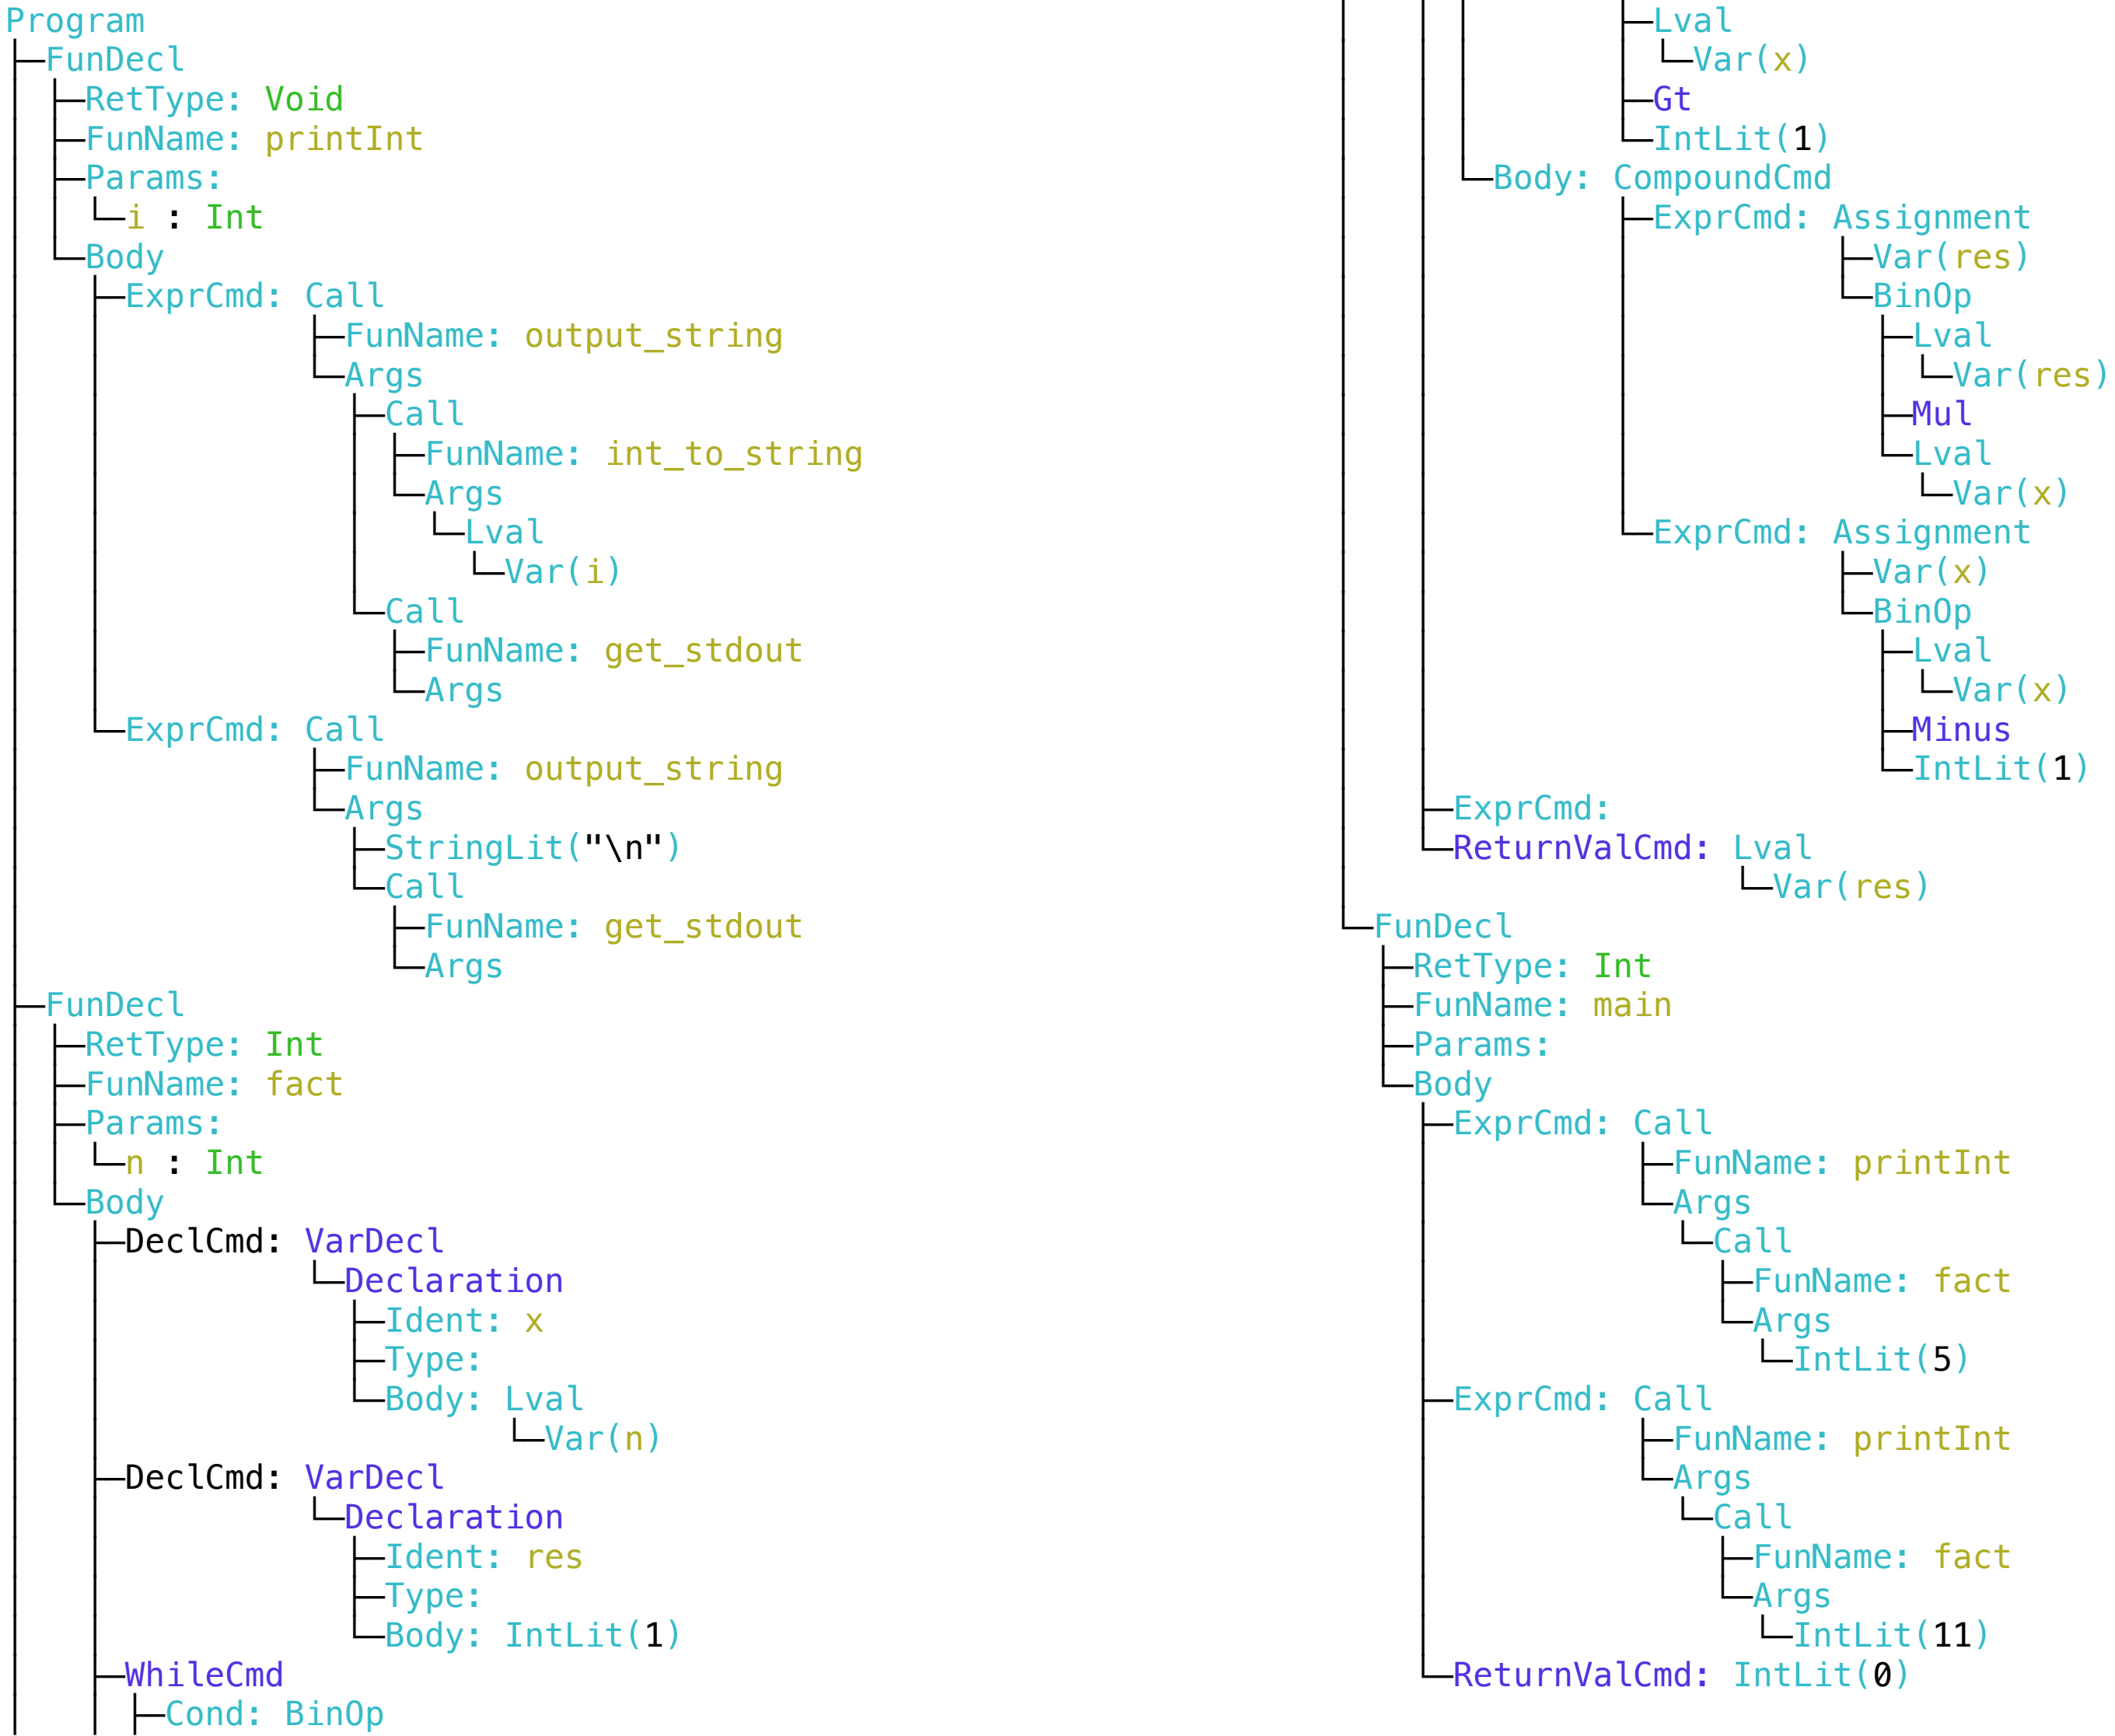 Program
FunDecl
RetType: Void
FunName: printInt
Params:
i : Int
Body
ExprCmd: Call
FunName: output_string
Args
Call
FunName: int_to_string
Args
Lval
Var(i)
Call
FunName: get_stdout
Args
ExprCmd: Call
FunName: output_string
Args
StringLit("\n")
Call
FunName: get_stdout
Args
FunDecl
RetType: Int
FunName: fact
Params:
n : Int
Body
DeclCmd: VarDecl
Declaration
Ident: x
Type:
Body: Lval
Var(n)
DeclCmd: VarDecl
Declaration
Ident: res
Type:
Body: IntLit(1)
WhileCmd
Cond: BinOp
Lval
Var(x)
Gt
IntLit(1)
Body: CompoundCmd
ExprCmd: Assignment
Var(res)
BinOp
Lval
Var(res)
Mul
Lval
Var(x)
ExprCmd: Assignment
Var(x)
BinOp
Lval
Var(x)
Minus
IntLit(1)
ExprCmd:
ReturnValCmd: Lval
Var(res)
FunDecl
RetType: Int
FunName: main
Params:
Body
ExprCmd: Call
FunName: printInt
Args
Call
FunName: fact
Args
IntLit(5)
ExprCmd: Call
FunName: printInt
Args
Call
FunName: fact
Args
IntLit(11)
ReturnValCmd: IntLit(0)